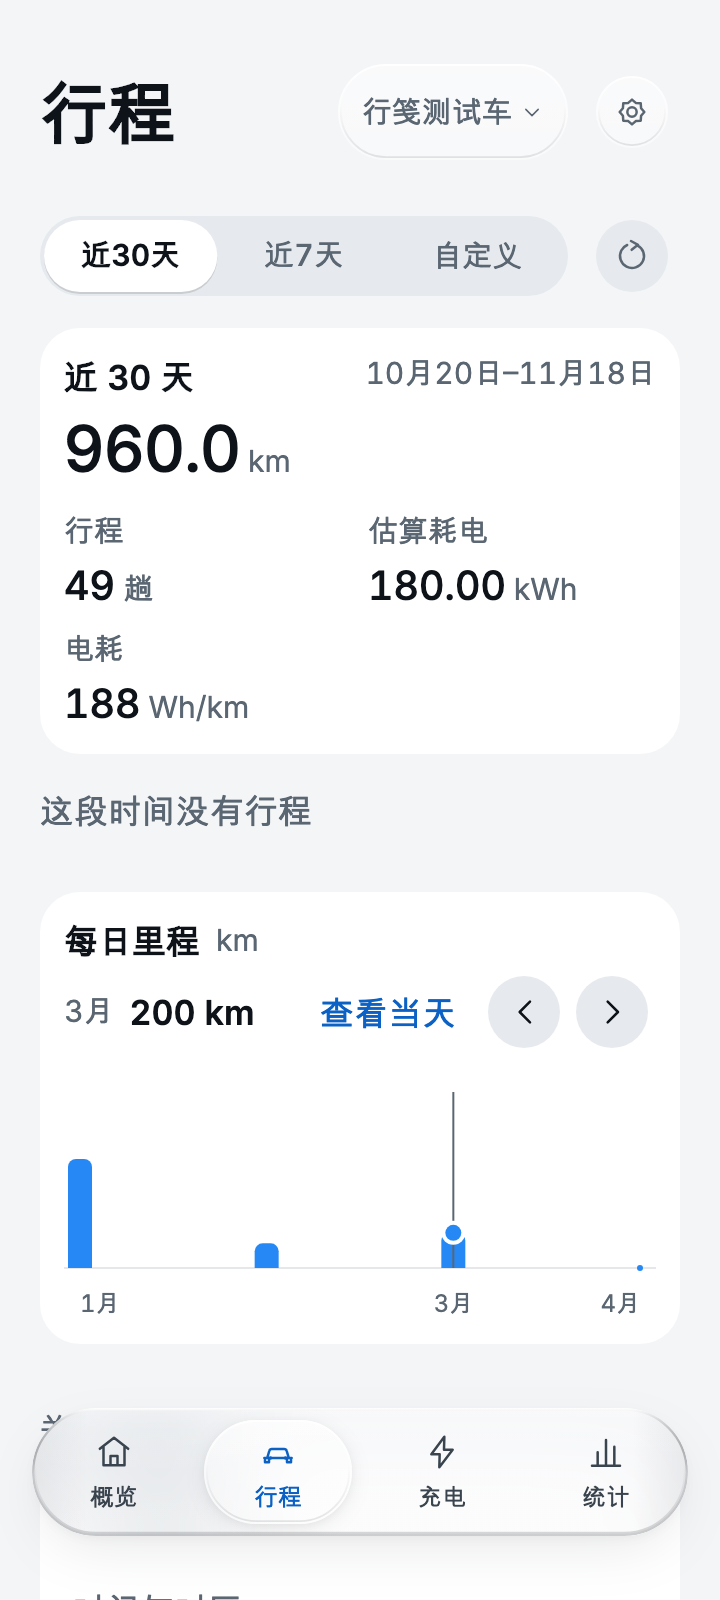 行程
行笺测试车
近30天
近7天
自定义
近 30 天
10月20日–11月18日
960.0 km
行程
估算耗电
49 趟
180.00 kWh
电耗
188 Wh/km
这段时间没有行程
每日里程 km
3月 200 km
查看当天
1月
3月
4月
概览
行程
充电
统计